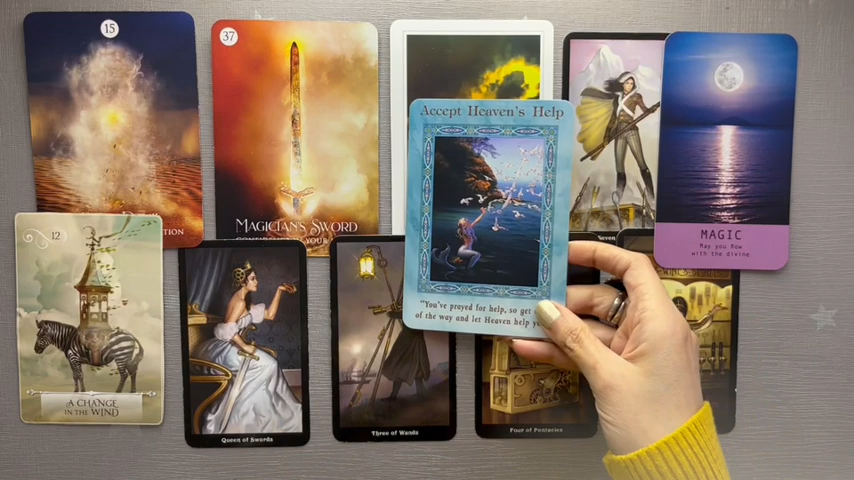 15
37
Accept Heaven's Help
MAGICIAN'S SWORD
YOUR
"You've prayed for help, so get
of the way and let Heaven help
MAGIC
May you flow
with the divine
12
A CHANGE
IN THE WIND
Queen of Swords
Three of Wands
Four of Pentacles
Seven